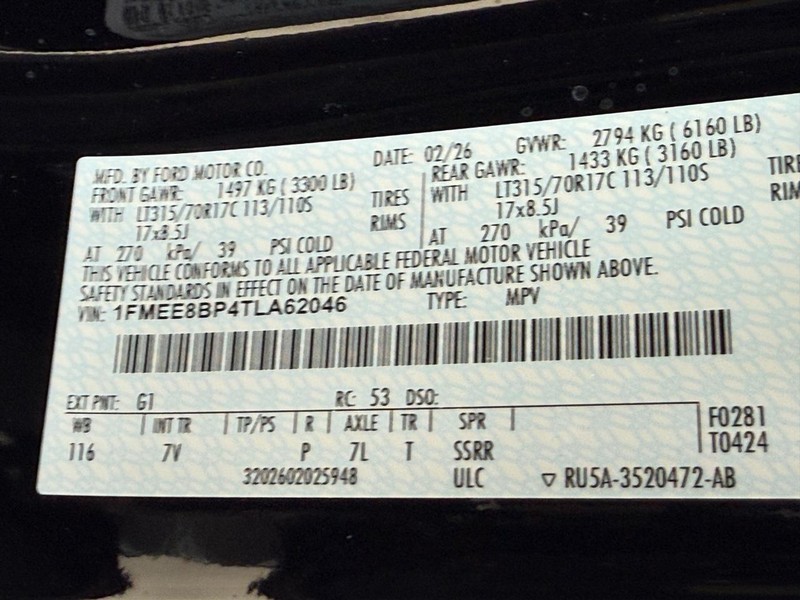 MFD. BY FORD MOTOR CO. DATE: 02/26 GVWR: 2794 KG ( 6160 LB)
FRONT GAWR: 1497 KG ( 3300 LB) REAR GAWR: 1433 KG ( 3160 LB)
WITH LT315/70R17C 113/110S TIRES WITH LT315/70R17C 113/110S TIRE
17x8.5J RIMS 17x8.5J RIM
AT 270 kPa/ 39 PSI COLD AT 270 kPa/ 39 PSI COLD
THIS VEHICLE CONFORMS TO ALL APPLICABLE FEDERAL MOTOR VEHICLE
SAFETY STANDARDS IN EFFECT ON THE DATE OF MANUFACTURE SHOWN ABOVE.
VIN: 1FMEE8BP4TLA62046 TYPE: MPV
EXT PNT: G1 RC: 53 DSO:
WB | INT TR | TP/PS | R | AXLE | TR | SPR | F0281
116 7V P 7L T SSRR T0424
3202602025948 ULC ▽ RU5A-3520472-AB